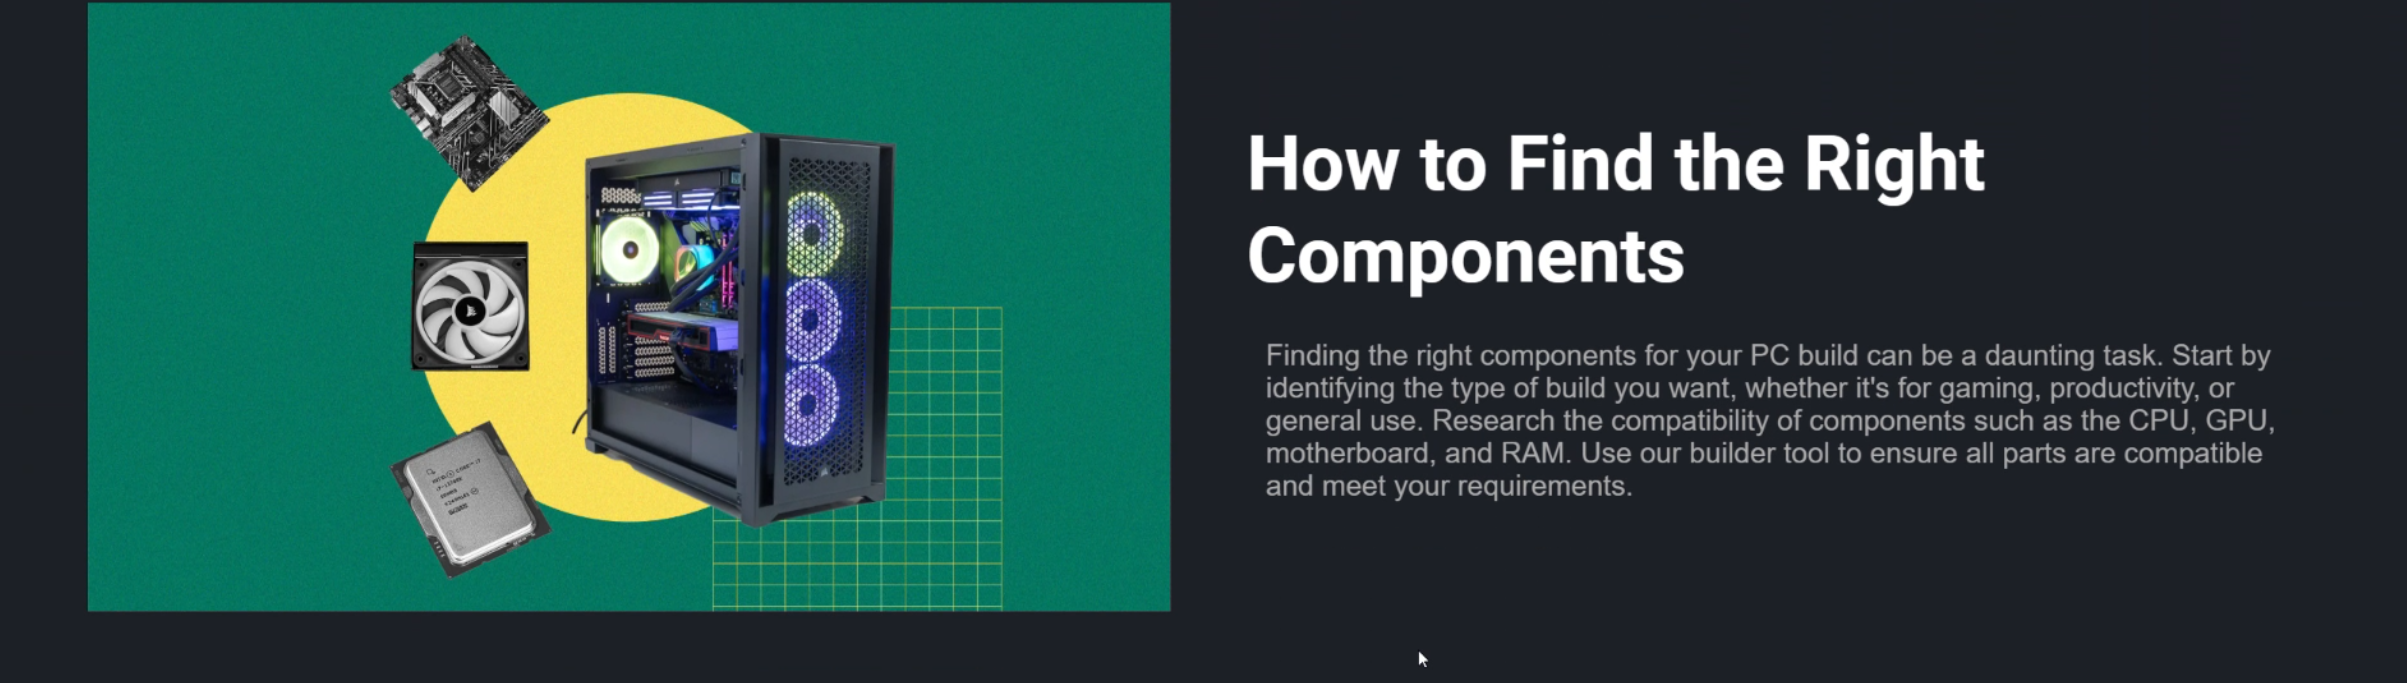 How to Find the Right
Components
Finding the right components for your PC build can be a daunting task. Start by
identifying the type of build you want, whether it's for gaming, productivity, or
general use. Research the compatibility of components such as the CPU, GPU,
motherboard, and RAM. Use our builder tool to ensure all parts are compatible
and meet your requirements.